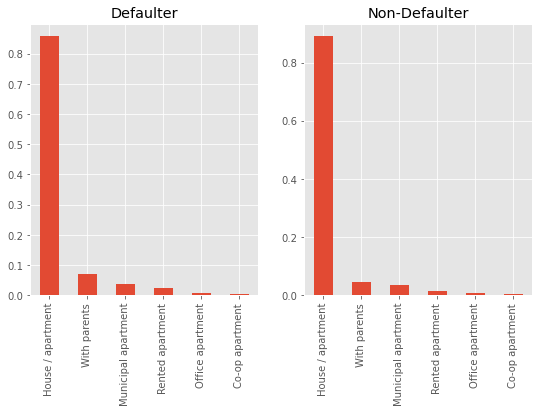 Defaulter
0.8
0.7
0.6
0.5
0.4
0.3
0.2
0.1
0.0
House / apartment
With parents
Municipal apartment
Rented apartment
Office apartment
Co-op apartment
Non-Defaulter
0.8
0.6
0.4
0.2
0.0
House / apartment
With parents
Municipal apartment
Rented apartment
Office apartment
Co-op apartment